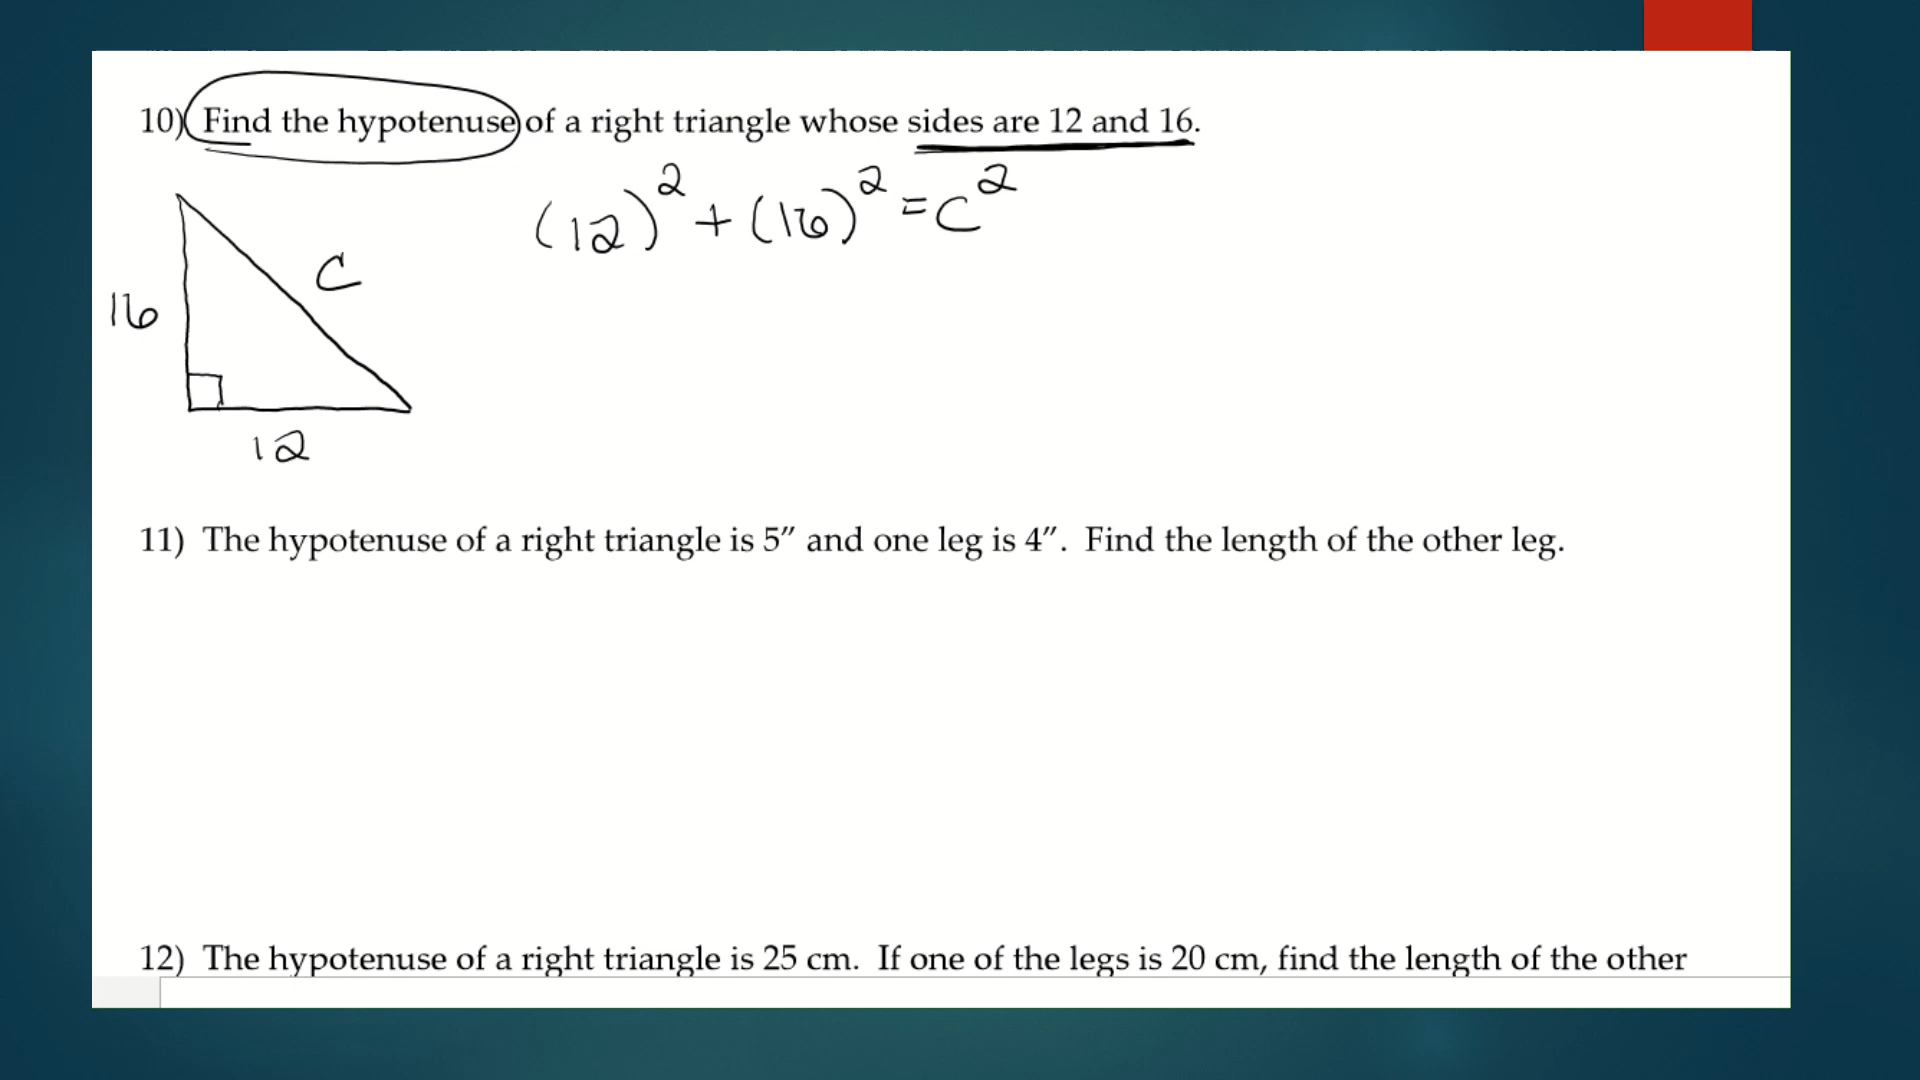 10) Find the hypotenuse of a right triangle whose sides are 12 and 16.
(12)² + (16)² = c²
c
16
12
11) The hypotenuse of a right triangle is 5″ and one leg is 4″. Find the length of the other leg.
12) The hypotenuse of a right triangle is 25 cm. If one of the legs is 20 cm, find the length of the other